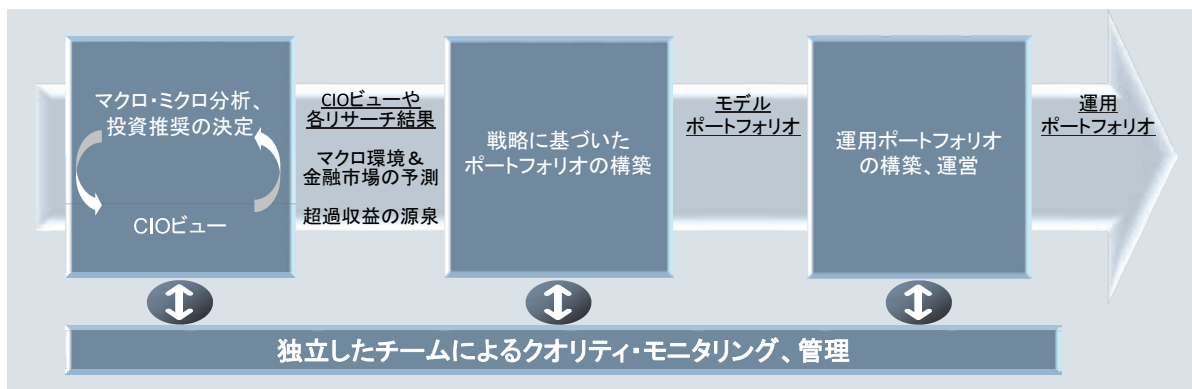 マクロ・ミクロ分析、
投資推奨の決定
CIOビュー
CIOビューや
各リサーチ結果
マクロ環境＆
金融市場の予測
超過収益の源泉
戦略に基づいた
ポートフォリオの構築
モデル
ポートフォリオ
運用ポートフォリオ
の構築、運営
運用
ポートフォリオ
独立したチームによるクオリティ・モニタリング、管理